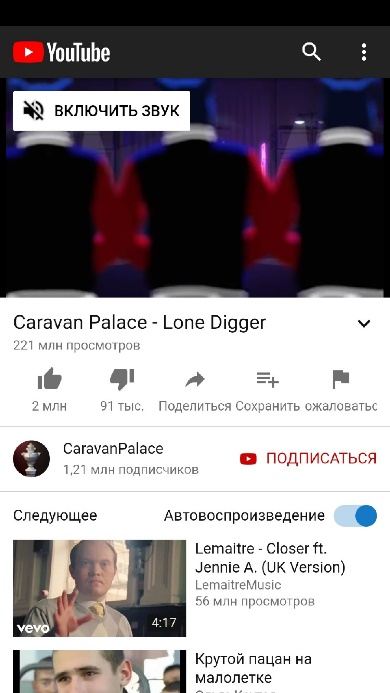 YouTube
ВКЛЮЧИТЬ ЗВУК
Caravan Palace - Lone Digger
221 млн просмотров
2 млн
91 тыс.
Поделиться
Сохранить
ожаловатьс
CaravanPalace
1,21 млн подписчиков
ПОДПИСАТЬСЯ
Следующее
Автовоспроизведение
vevo
4:17
Lemaitre - Closer ft.
Jennie A. (UK Version)
LemaitreMusic
56 млн просмотров
Крутой пацан на
малолетке